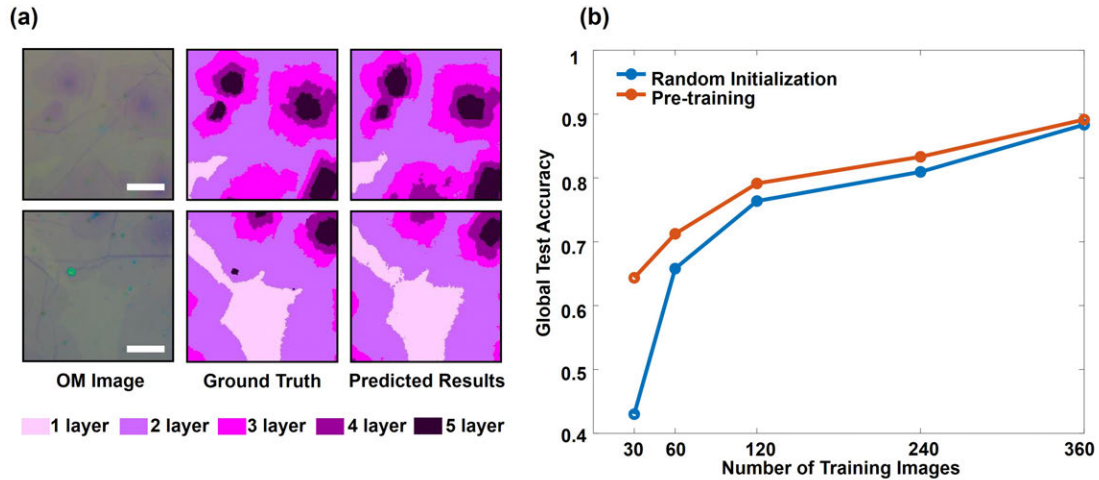 (a)
OM Image
Ground Truth
Predicted Results
1 layer
2 layer
3 layer
4 layer
5 layer
(b)
Random Initialization
Pre-training
Global Test Accuracy
1
0.9
0.8
0.7
0.6
0.5
0.4
30
60
120
240
360
Number of Training Images